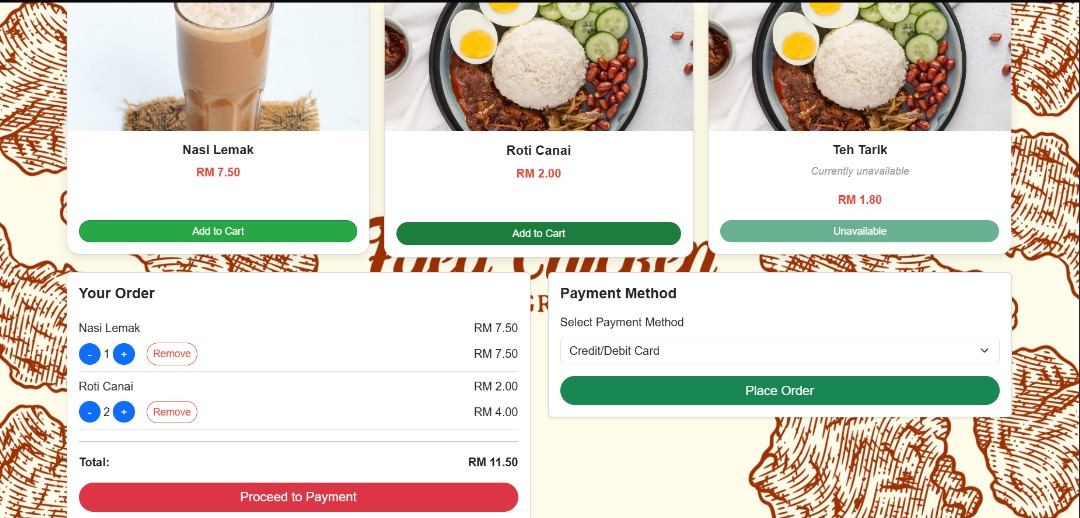 Nasi Lemak
RM 7.50
Add to Cart
Roti Canai
RM 2.00
Add to Cart
Teh Tarik
Currently unavailable
RM 1.80
Unavailable
Your Order
Nasi Lemak RM 7.50
- 1 + Remove RM 7.50
Roti Canai RM 2.00
- 2 + Remove RM 4.00
Total: RM 11.50
Proceed to Payment
Payment Method
Select Payment Method
Credit/Debit Card
Place Order